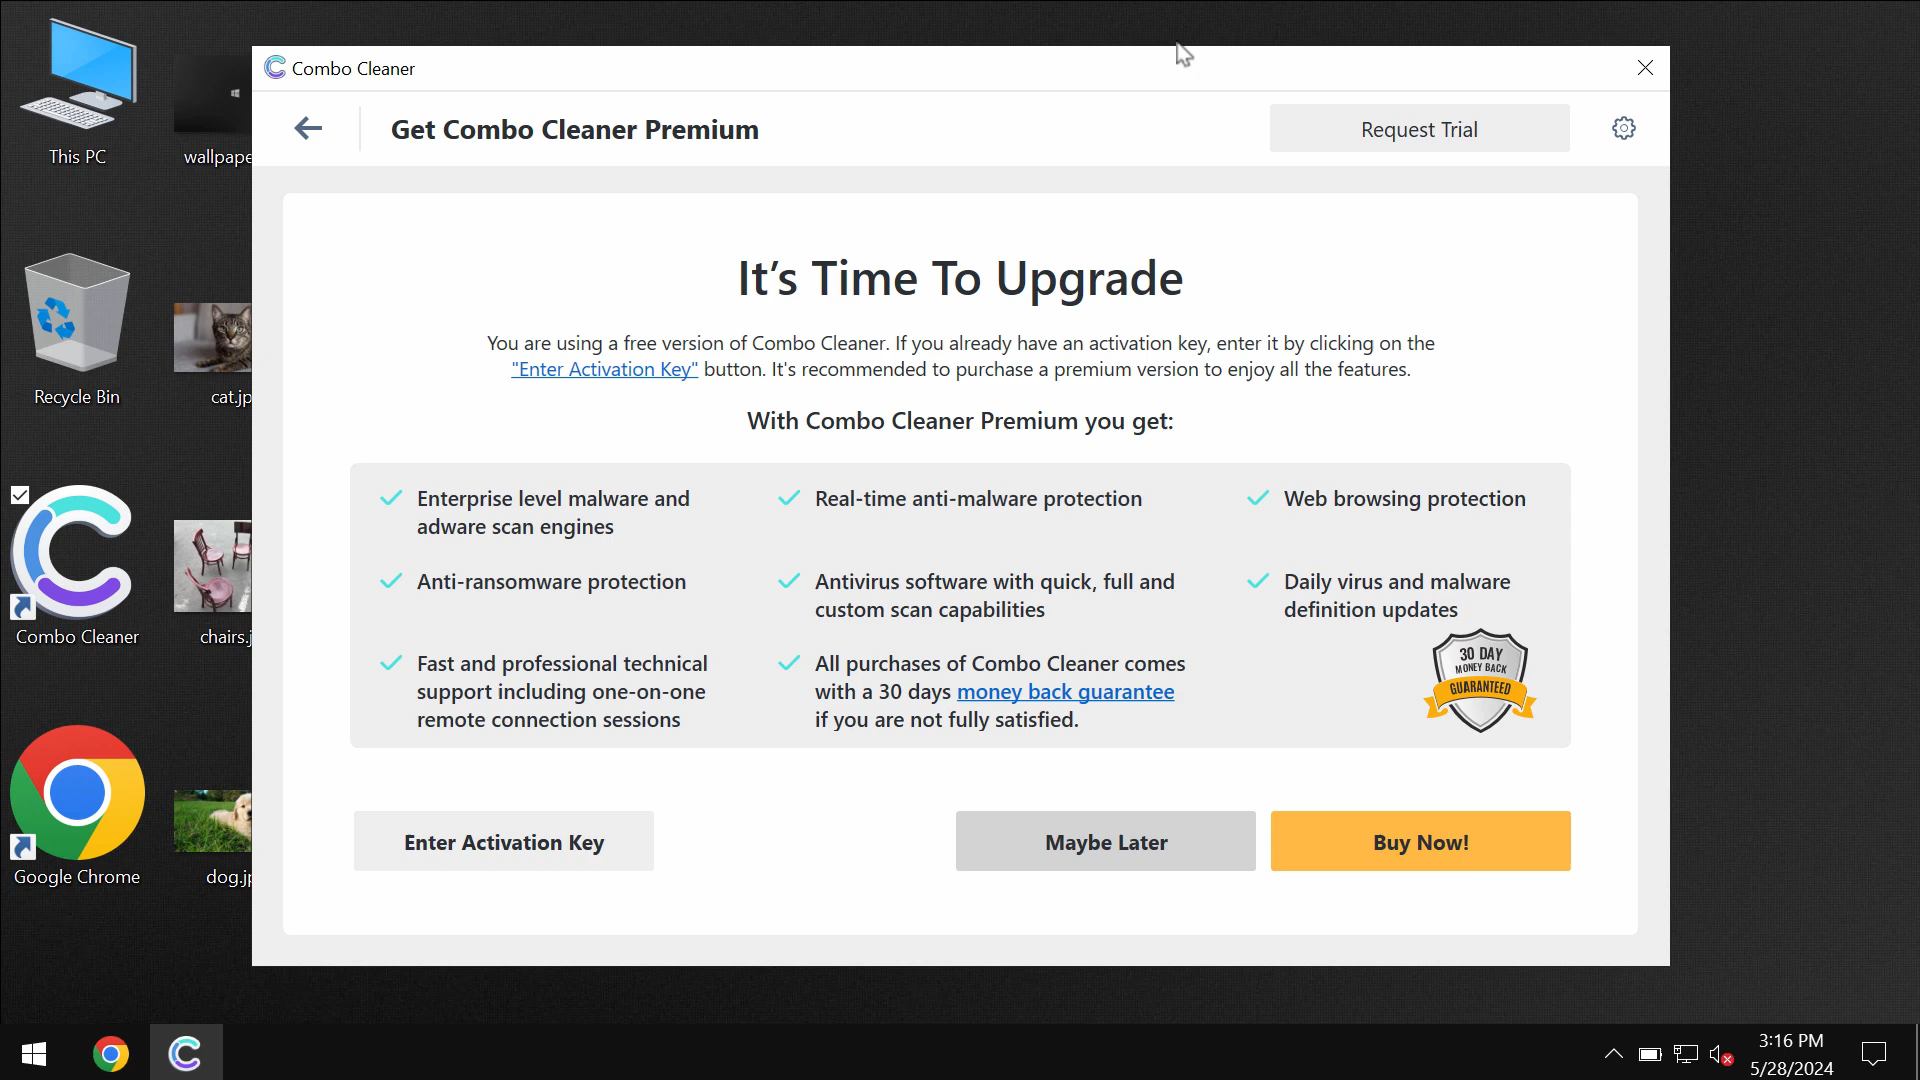 Combo Cleaner
Get Combo Cleaner Premium
Request Trial
It's Time To Upgrade
You are using a free version of Combo Cleaner. If you already have an activation key, enter it by clicking on the
"Enter Activation Key" button. It's recommended to purchase a premium version to enjoy all the features.
With Combo Cleaner Premium you get:
Enterprise level malware and
adware scan engines
Real-time anti-malware protection
Web browsing protection
Anti-ransomware protection
Antivirus software with quick, full and
custom scan capabilities
Daily virus and malware
definition updates
Fast and professional technical
support including one-on-one
remote connection sessions
All purchases of Combo Cleaner comes
with a 30 days money back guarantee
if you are not fully satisfied.
30 DAY
MONEY BACK
GUARANTEED
Enter Activation Key
Maybe Later
Buy Now!
This PC
wallpape
Recycle Bin
cat.jp
Combo Cleaner
chairs.j
Google Chrome
dog.jp
3:16 PM
5/28/2024